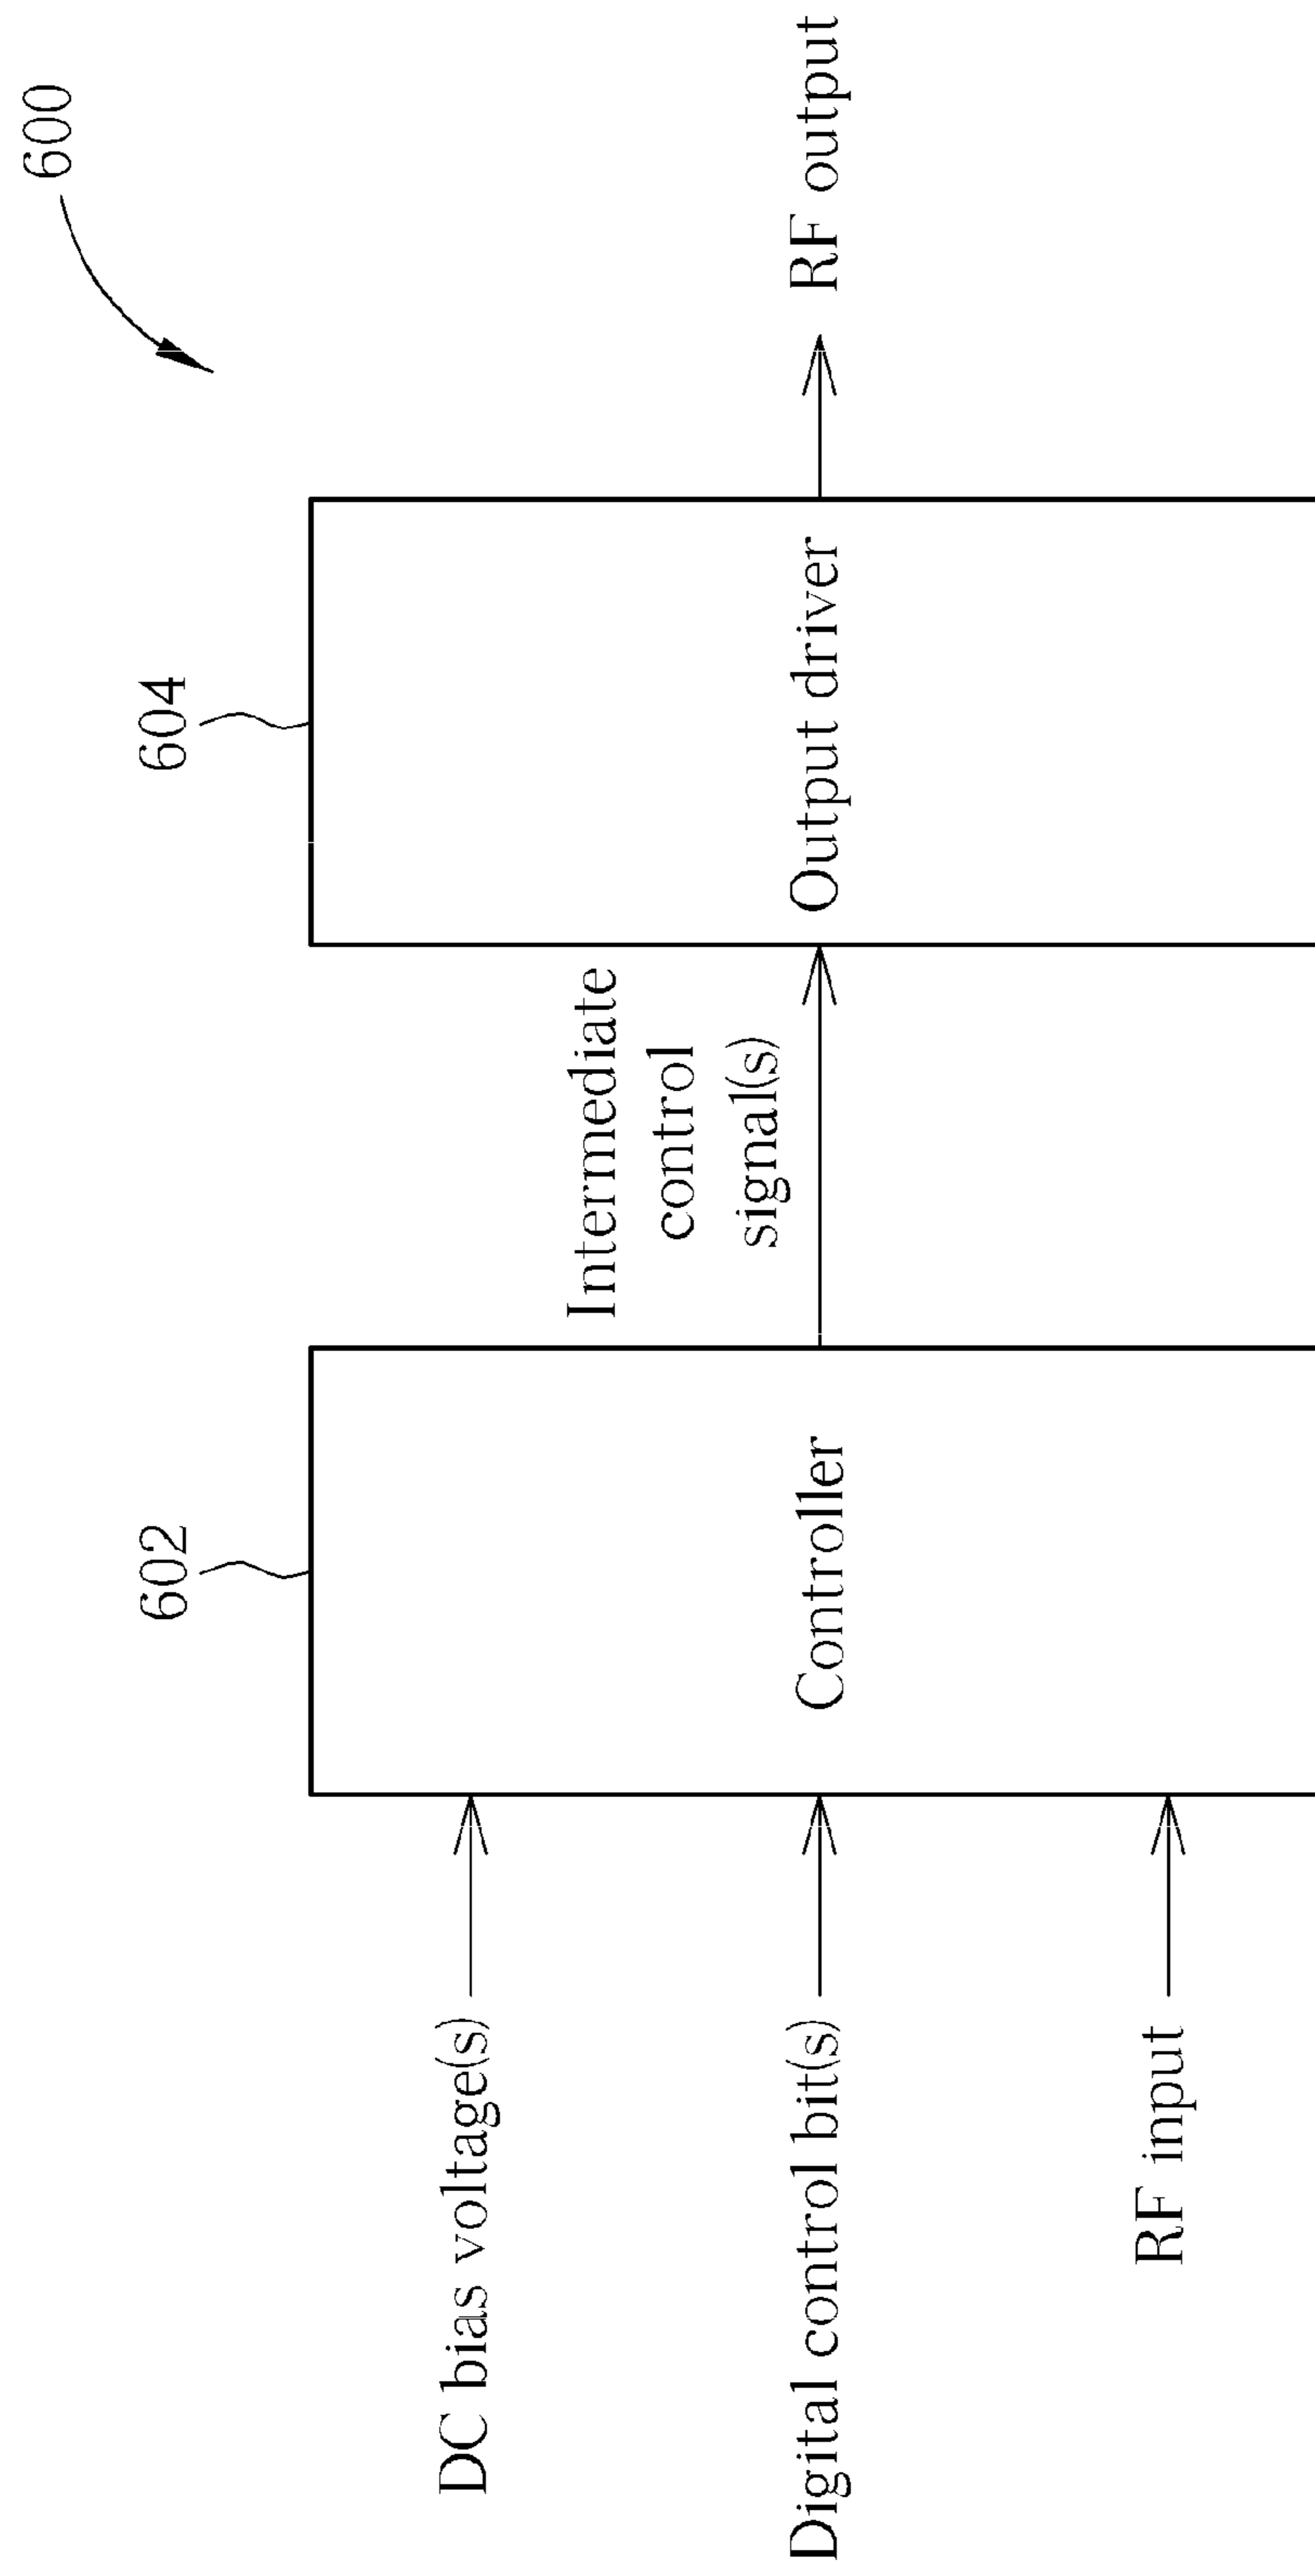 600
602
604
DC bias voltage(s)
Digital control bit(s)
RF input
Controller
Intermediate
control
signal(s)
Output driver
RF output